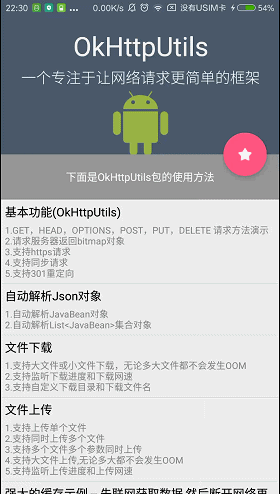 22:30
0.00K/s
没有USIM卡
54%
OkHttpUtils
一个专注于让网络请求更简单的框架
下面是OkHttpUtils包的使用方法
基本功能(OkHttpUtils)
1.GET，HEAD，OPTIONS，POST，PUT，DELETE 请求方法演示
2.请求服务器返回bitmap对象
3.支持https请求
4.支持同步请求
5.支持301重定向
自动解析Json对象
1.自动解析JavaBean对象
2.自动解析List<JavaBean>集合对象
文件下载
1.支持大文件或小文件下载，无论多大文件都不会发生OOM
2.支持监听下载进度和下载网速
3.支持自定义下载目录和下载文件名
文件上传
1.支持上传单个文件
2.支持同时上传多个文件
3.支持多个文件多个参数同时上传
4.支持大文件上传,无论多大都不会发生OOM
5.支持监听上传进度和上传网速
强大的缓存示例 – 先联网获取数据,然后断开网络再